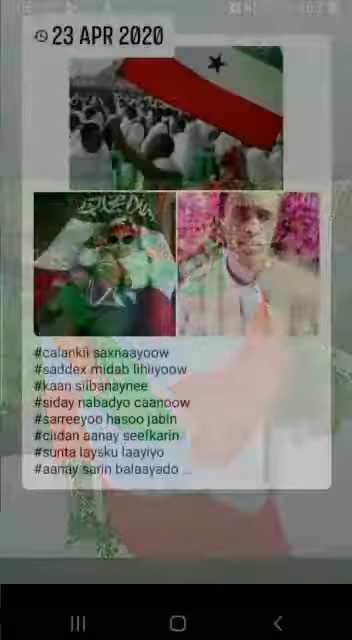 23 APR 2020
#calankii saxnaayoow
#saddex midab lihiiyoow
#kaan siibanaynee
#siday nabadyo caanoow
#sarreeyoo hasoo jabin
#ciidan aanay seefkarin
#sunta laysku laayiyo
#aanay sarin balaayado ...